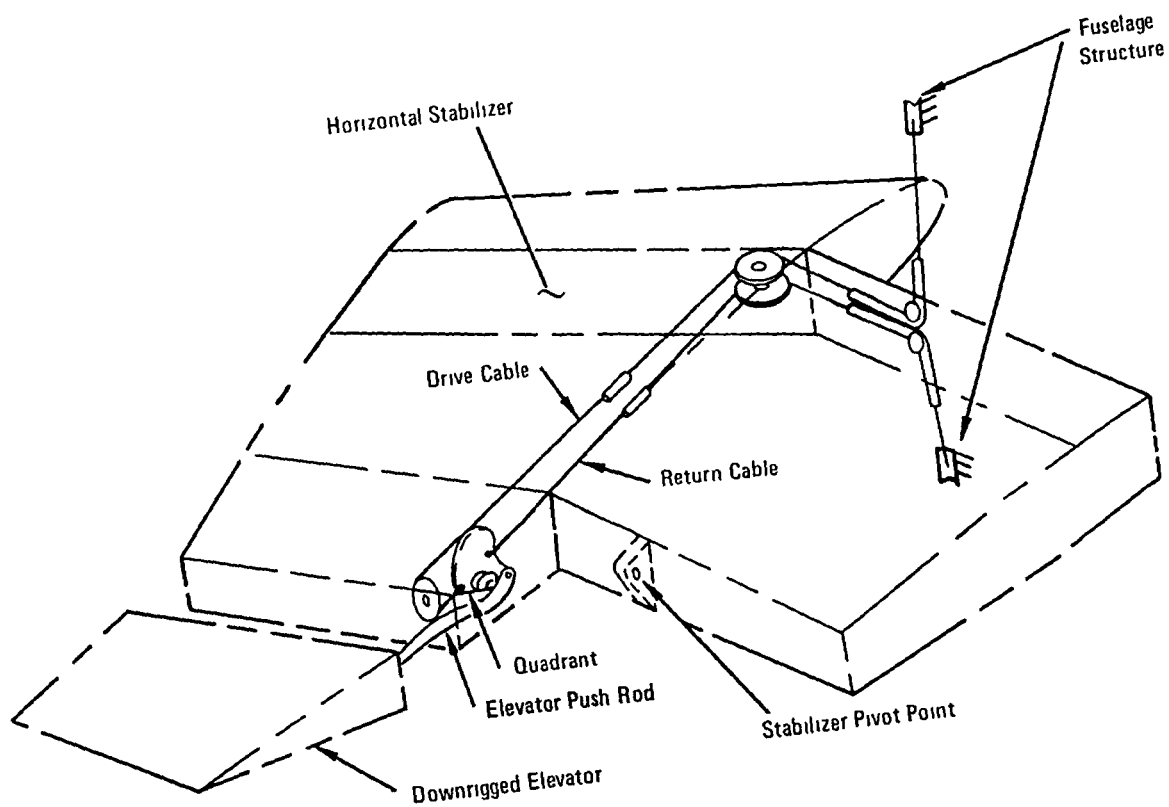 Fuselage
Structure
Horizontal Stabilizer
Drive Cable
Return Cable
Quadrant
Elevator Push Rod
Stabilizer Pivot Point
Downrigged Elevator